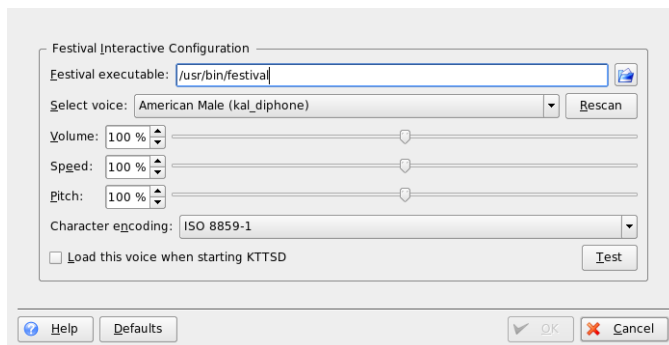 Festival Interactive Configuration
Festival executable: /usr/bin/festival
Select voice: American Male (kal_diphone) Rescan
Volume: 100 %
Speed: 100 %
Pitch: 100 %
Character encoding: ISO 8859-1
Load this voice when starting KTTSD Test
Help Defaults OK Cancel